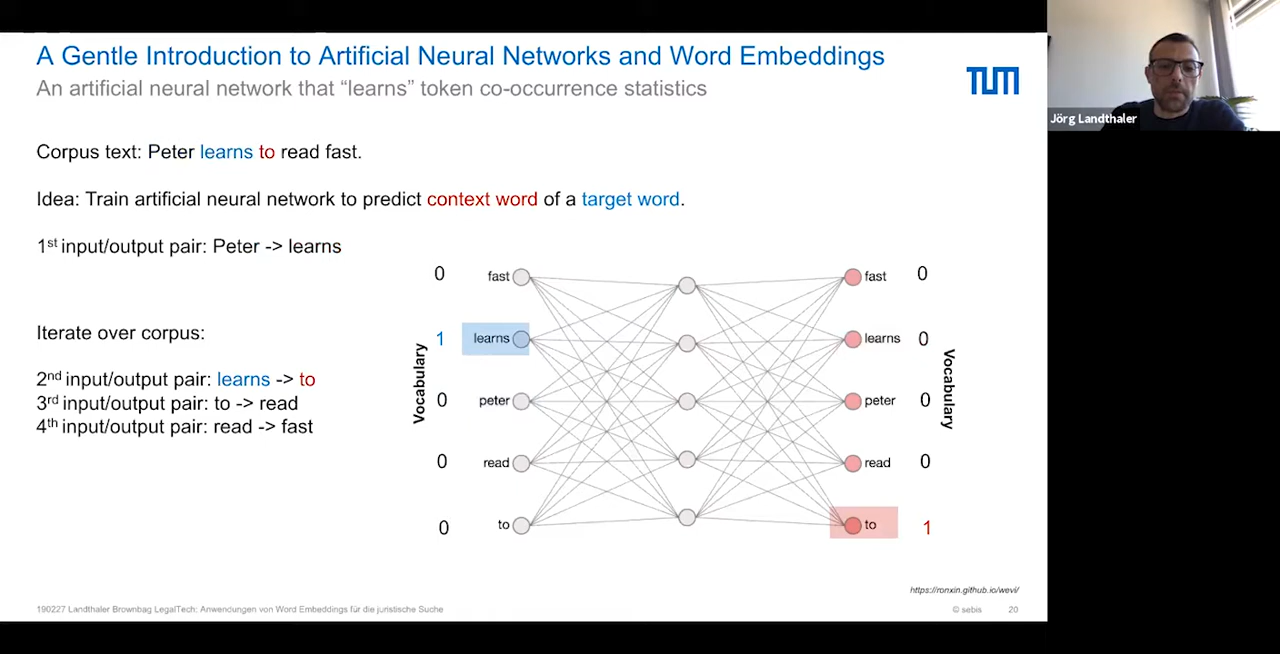 A Gentle Introduction to Artificial Neural Networks and Word Embeddings
An artificial neural network that “learns” token co-occurrence statistics
TUM
Jörg Landthaler
Corpus text: Peter learns to read fast.
Idea: Train artificial neural network to predict context word of a target word.
1st input/output pair: Peter -> learns
Iterate over corpus:
2nd input/output pair: learns -> to
3rd input/output pair: to -> read
4th input/output pair: read -> fast
Vocabulary
0 fast
1 learns
0 peter
0 read
0 to
fast 0
learns 0
peter 0
read 0
to 1
Vocabulary
https://ronxin.github.io/wevi/
190227 Landthaler Brownbag LegalTech: Anwendungen von Word Embeddings für die juristische Suche
© sebis 20